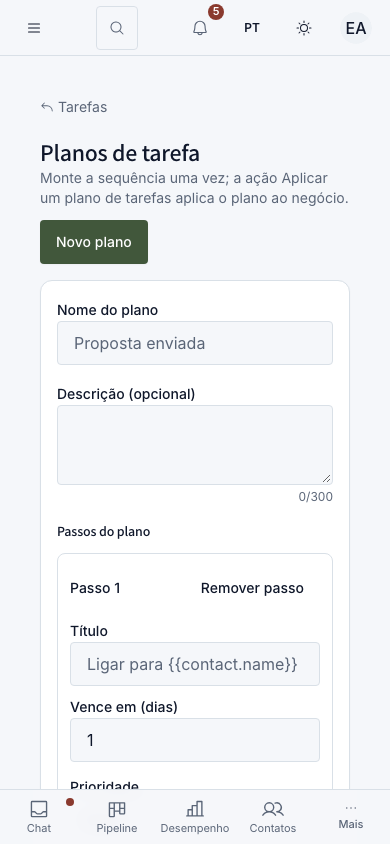 5
PT
EA
Tarefas
Planos de tarefa
Monte a sequência uma vez; a ação Aplicar
um plano de tarefas aplica o plano ao negócio.
Novo plano
Nome do plano
Proposta enviada
Descrição (opcional)
0/300
Passos do plano
Passo 1
Remover passo
Título
Ligar para {{contact.name}}
Vence em (dias)
1
Prioridade
Chat
Pipeline
Desempenho
Contatos
Mais